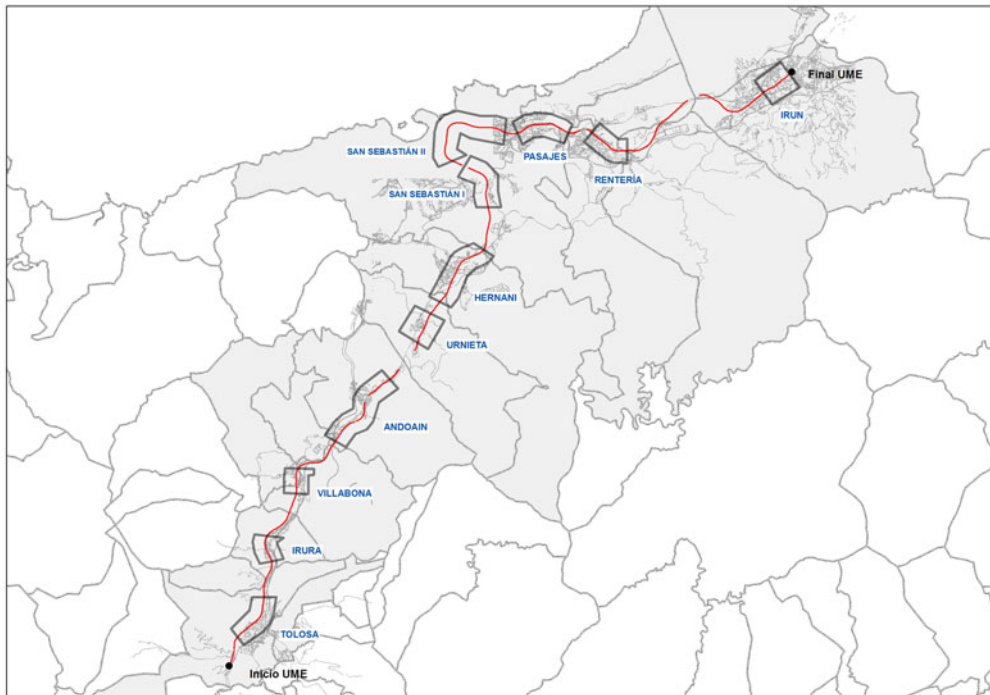 Final UME
IRUN
SAN SEBASTIÁN II
PASAJES
RENTERÍA
SAN SEBASTIÁN I
HERNANI
URNIETA
ANDOAIN
VILLABONA
IRURA
TOLOSA
Inicio UME